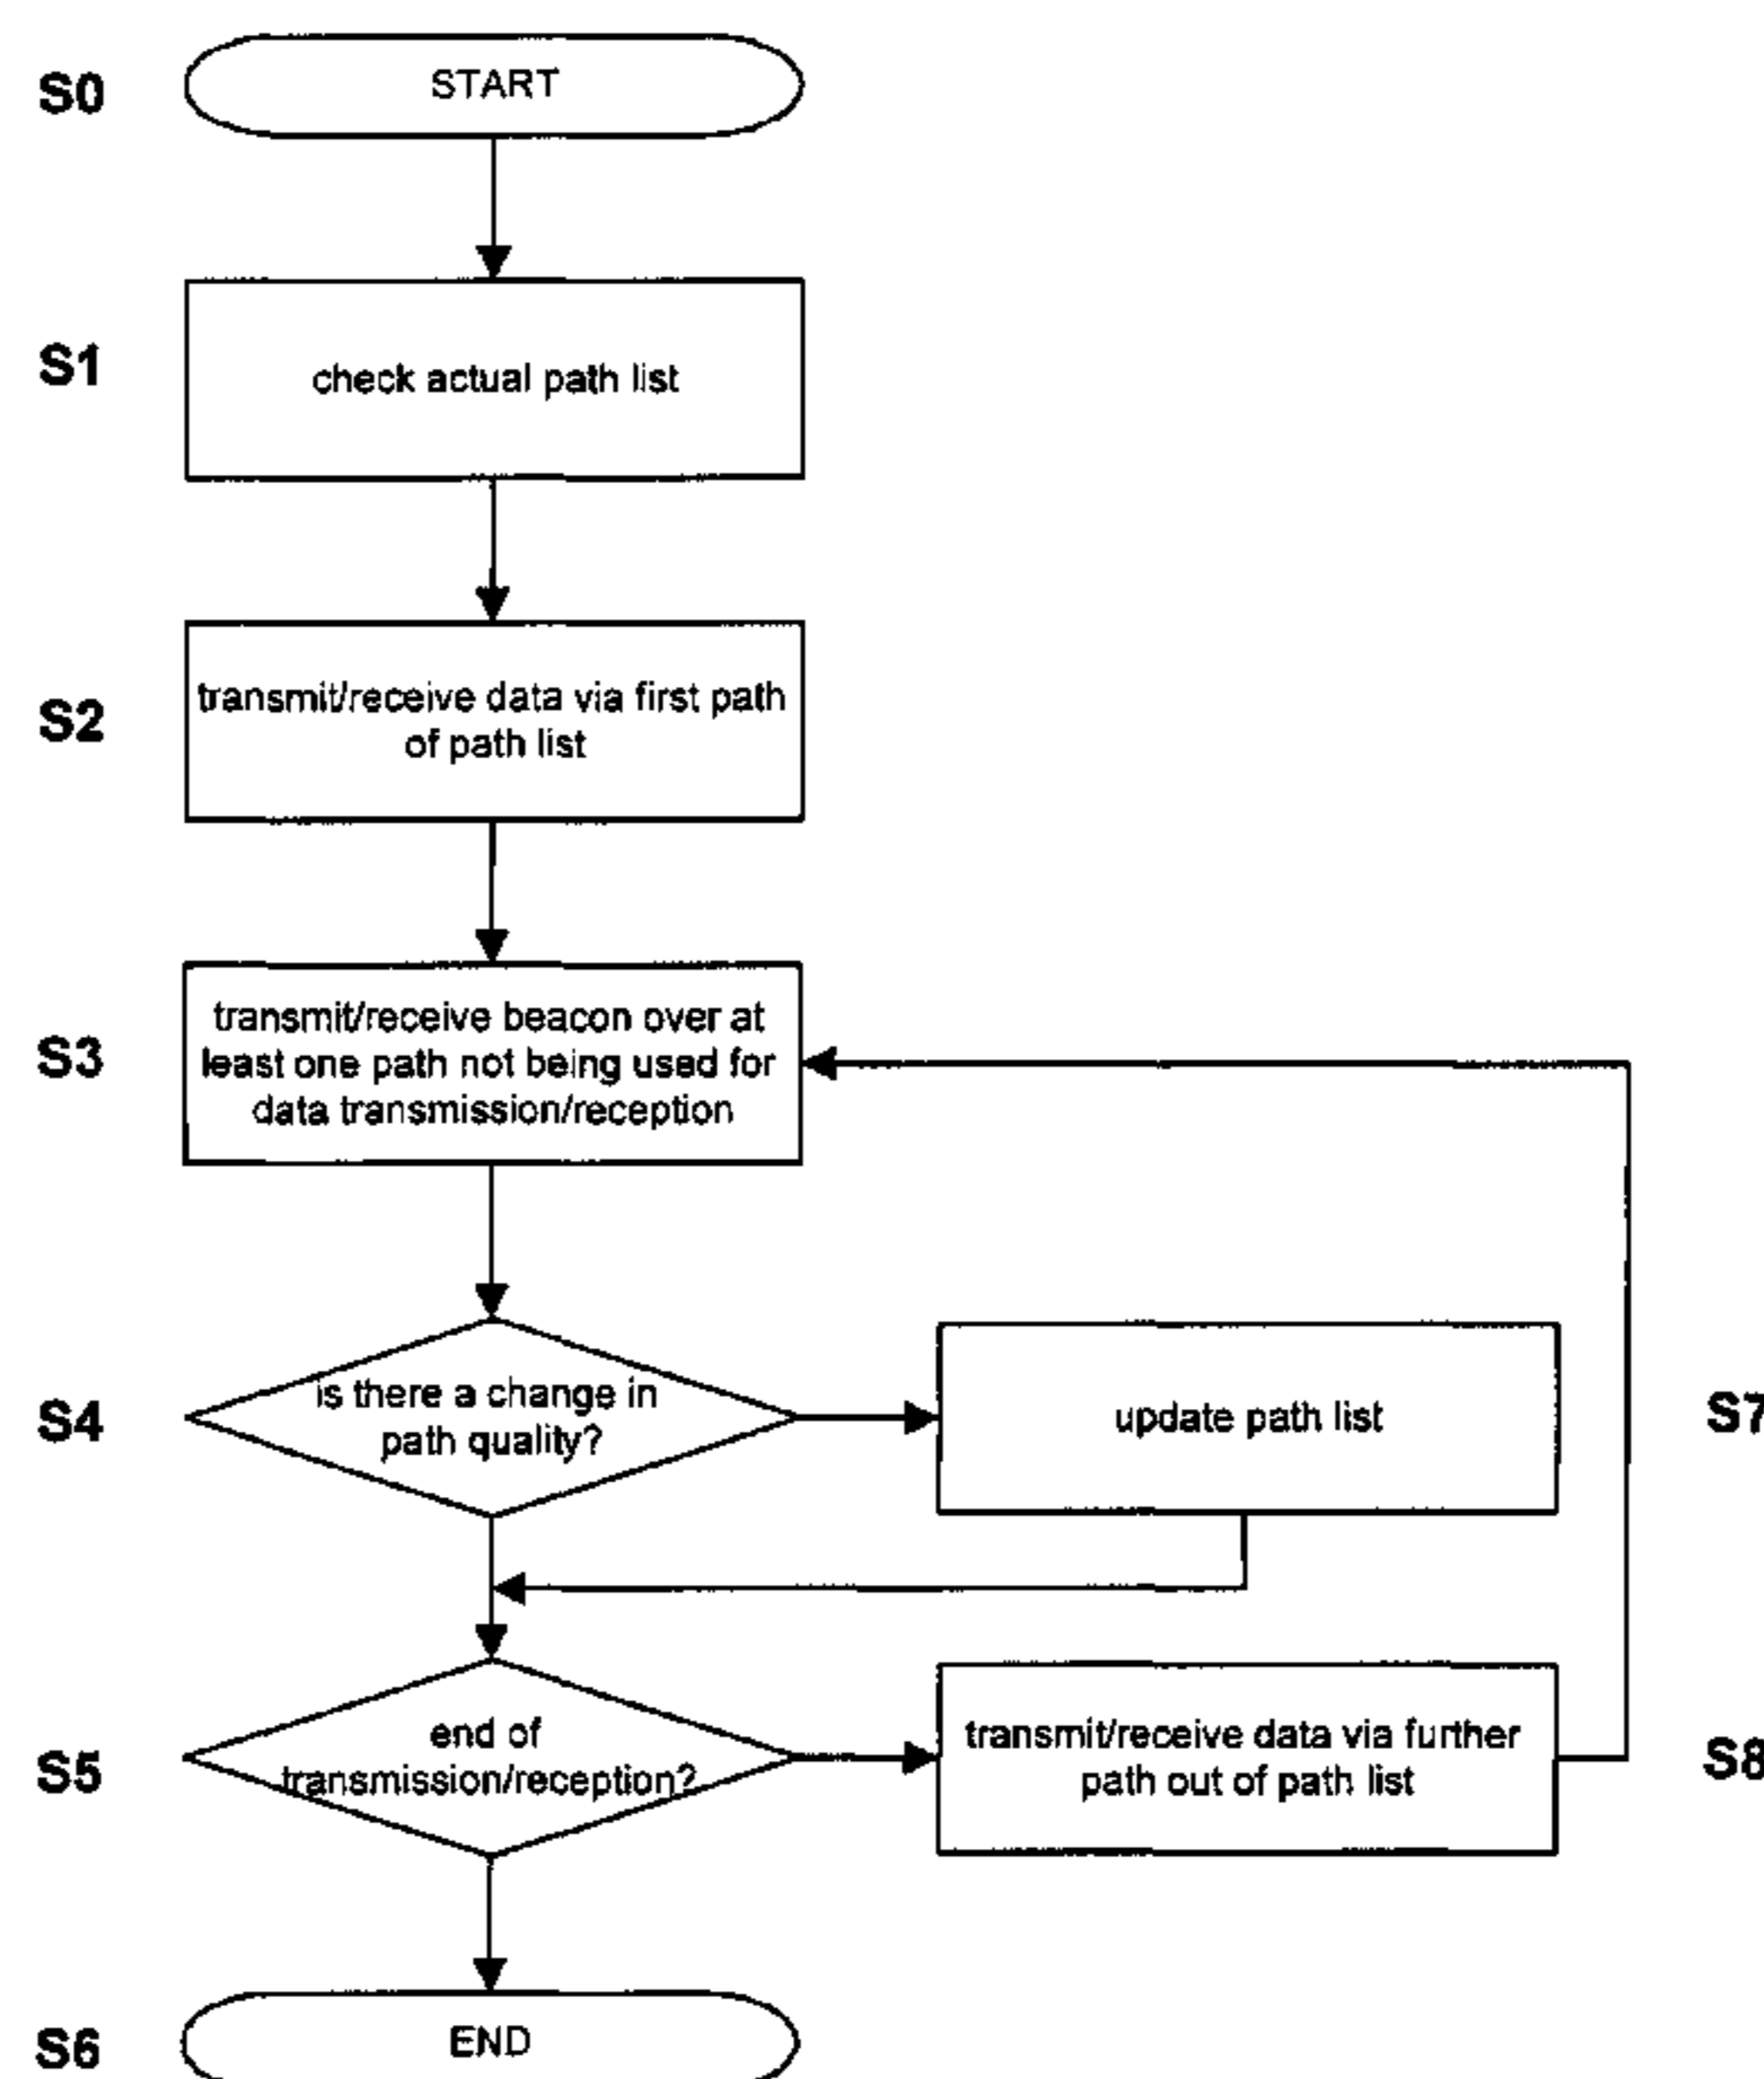 S0
START
S1
check actual path list
S2
transmit/receive data via first path
of path list
S3
transmit/receive beacon over at
least one path not being used for
data transmission/reception
S4
is there a change in
path quality?
update path list
S7
S5
end of
transmission/reception?
transmit/receive data via further
path out of path list
S8
S6
END